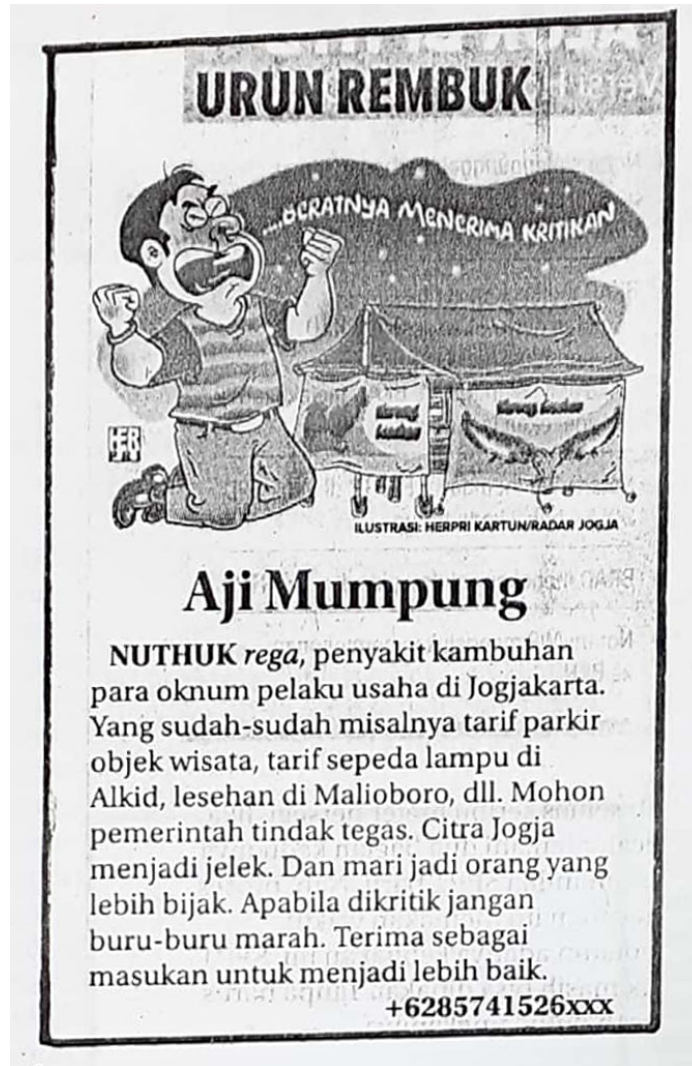 URUN REMBUK
....BERATNYA MENERIMA KRITIKAN
ILUSTRASI: HERPRI KARTUN/RADAR JOGJA
Aji Mumpung
NUTHUK rega, penyakit kambuhan
para oknum pelaku usaha di Jogjakarta.
Yang sudah-sudah misalnya tarif parkir
objek wisata, tarif sepeda lampu di
Alkid, lesehan di Malioboro, dll. Mohon
pemerintah tindak tegas. Citra Jogja
menjadi jelek. Dan mari jadi orang yang
lebih bijak. Apabila dikritik jangan
buru-buru marah. Terima sebagai
masukan untuk menjadi lebih baik.
+6285741526xxx